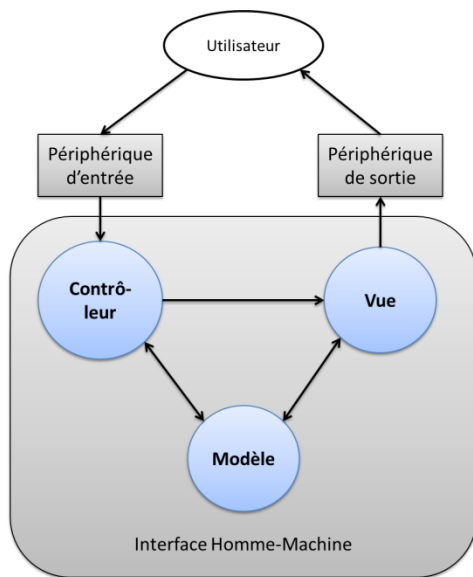 Utilisateur
Périphérique
d'entrée
Périphérique
de sortie
Contrô-
leur
Vue
Modèle
Interface Homme-Machine